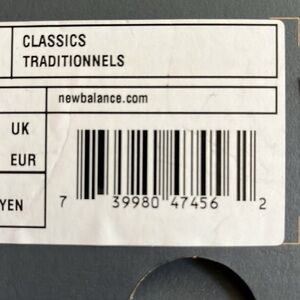 CLASSICS
TRADITIONNELS
newbalance.com
UK
EUR
YEN
7 39980 47456 2